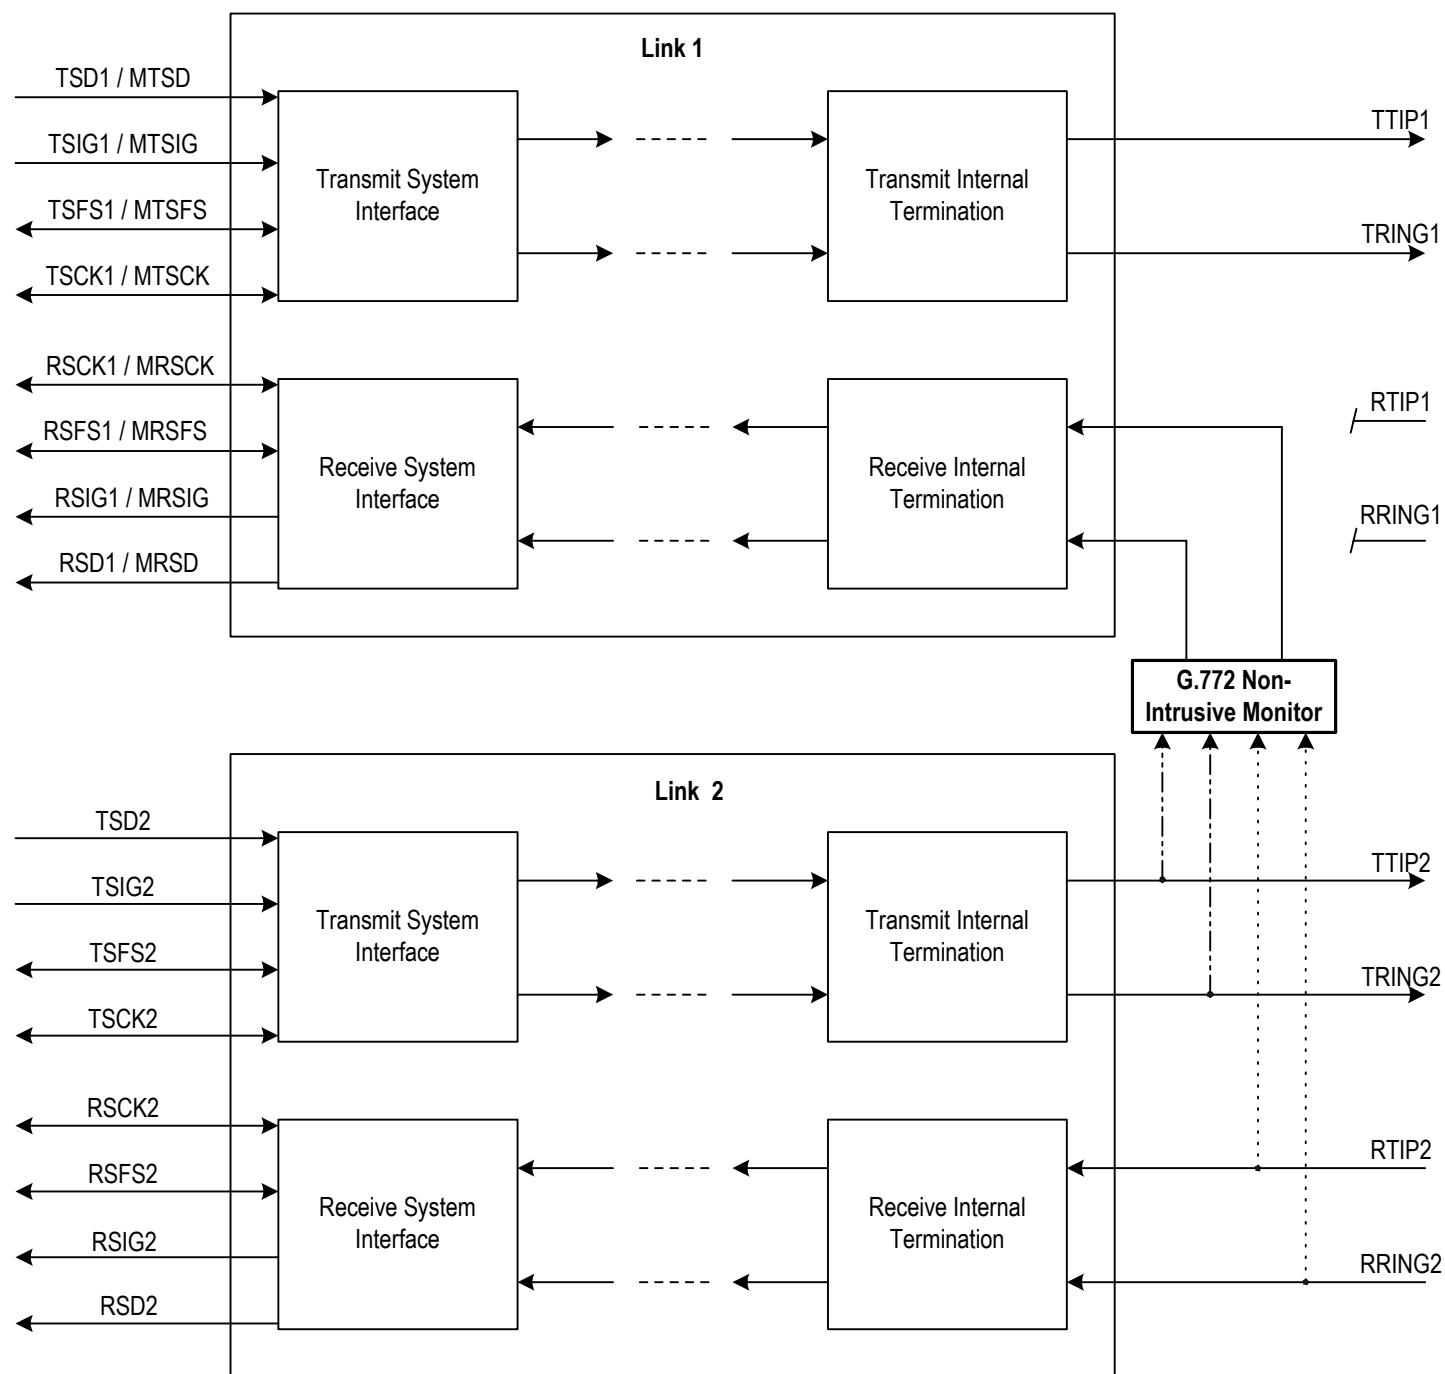 Link 1
TSD1 / MTSD
TSIG1 / MTSIG
TSFS1 / MTSFS
TSCK1 / MTSCK
Transmit System
Interface
Transmit Internal
Termination
TTIP1
TRING1
RSCK1 / MRSCK
RSFS1 / MRSFS
RSIG1 / MRSIG
RSD1 / MRSD
Receive System
Interface
Receive Internal
Termination
RTIP1
RRING1
G.772 Non-
Intrusive Monitor
Link 2
TSD2
TSIG2
TSFS2
TSCK2
Transmit System
Interface
Transmit Internal
Termination
TTIP2
TRING2
RSCK2
RSFS2
RSIG2
RSD2
Receive System
Interface
Receive Internal
Termination
RTIP2
RRING2